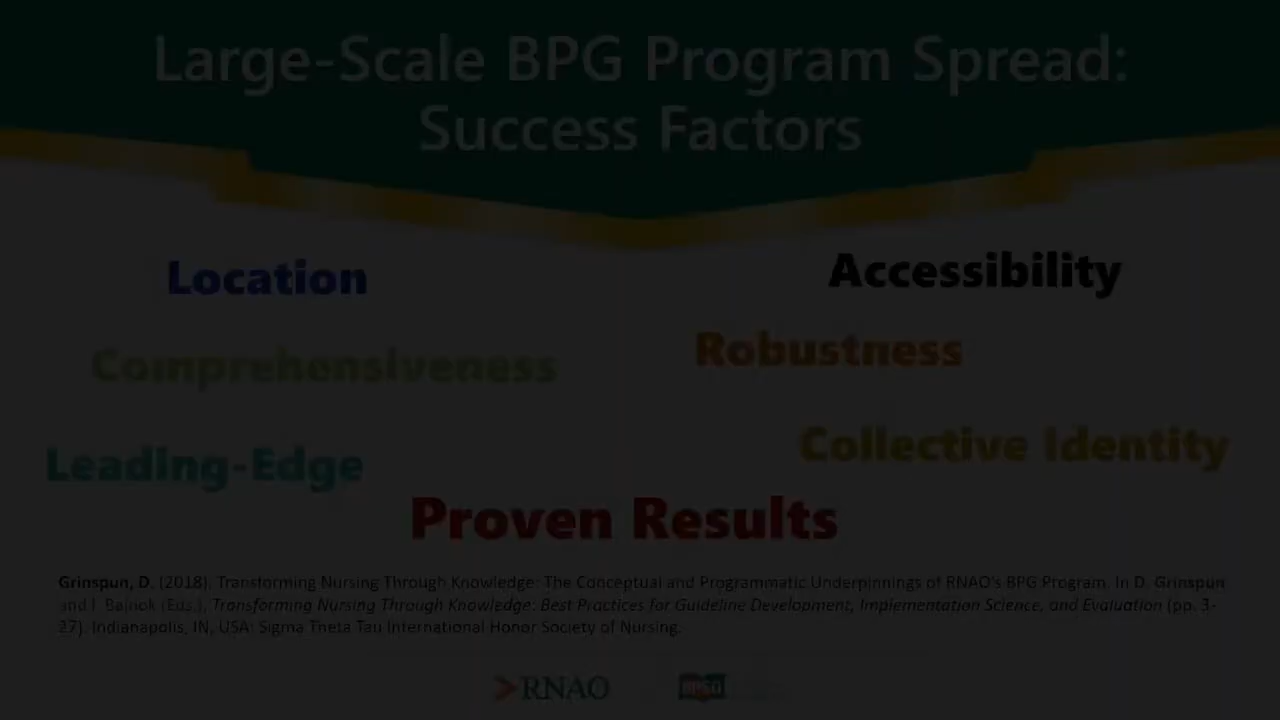 Large-Scale BPG Program Spread:
Success Factors
Location
Accessibility
Comprehensiveness
Robustness
Leading-Edge
Collective Identity
Proven Results
Grinspun, D. (2018). Transforming Nursing Through Knowledge: The Conceptual and Programmatic Underpinnings of RNAO's BPG Program. In D. Grinspun
and I. Bajnok (Eds.), Transforming Nursing Through Knowledge: Best Practices for Guideline Development, Implementation Science, and Evaluation (pp. 3-
27). Indianapolis, IN, USA: Sigma Theta Tau International Honor Society of Nursing.
RNAO BPSO